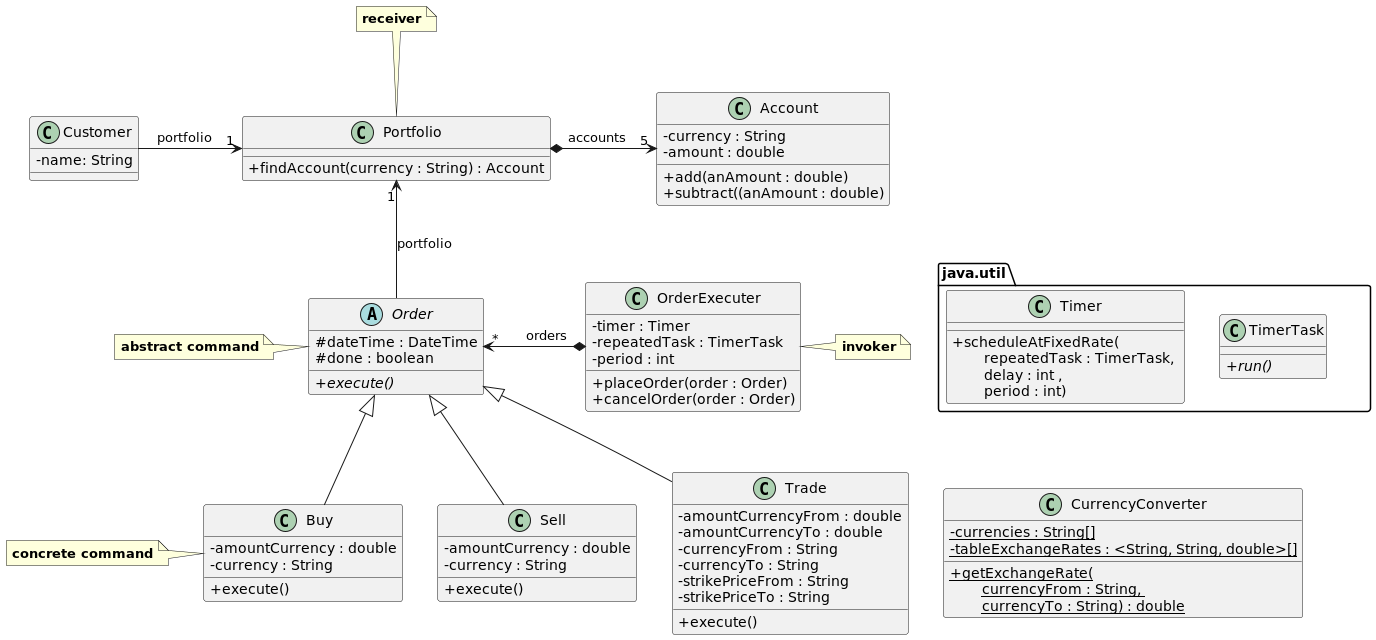 receiver
C Customer
-name: String
portfolio
1
C Portfolio
+findAccount(currency : String) : Account
accounts
5
C Account
-currency : String
-amount : double
+add(anAmount : double)
+subtract((anAmount : double)
1
portfolio
abstract command
A Order
#dateTime : DateTime
#done : boolean
+execute()
*
orders
C OrderExecuter
-timer : Timer
-repeatedTask : TimerTask
-period : int
+placeOrder(order : Order)
+cancelOrder(order : Order)
invoker
java.util
C Timer
+scheduleAtFixedRate(
repeatedTask : TimerTask,
delay : int ,
period : int)
C TimerTask
+run()
concrete command
C Buy
-amountCurrency : double
-currency : String
+execute()
C Sell
-amountCurrency : double
-currency : String
+execute()
C Trade
-amountCurrencyFrom : double
-amountCurrencyTo : double
-currencyFrom : String
-currencyTo : String
-strikePriceFrom : String
-strikePriceTo : String
+execute()
C CurrencyConverter
-currencies : String[]
-tableExchangeRates : <String, String, double>[]
+getExchangeRate(
currencyFrom : String,
currencyTo : String) : double